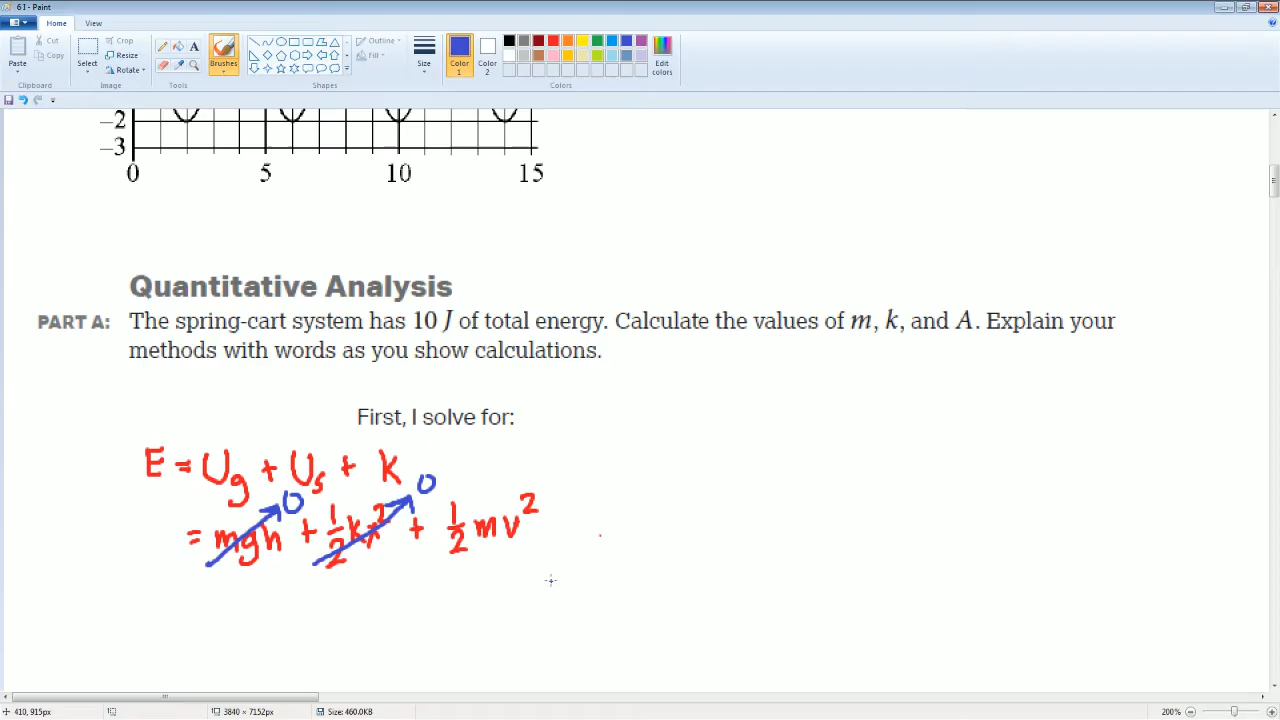 6 I - Paint
Home View
Paste
Cut
Copy
Clipboard
Select
Crop
Resize
Rotate
Image
A
Tools
Brushes
Outline
Fill
Shapes
Size
Color 1
Color 2
Edit colors
Colors
−2
−3
0 5 10 15
Quantitative Analysis
PART A: The spring-cart system has 10 J of total energy. Calculate the values of m, k, and A. Explain your
methods with words as you show calculations.
First, I solve for:
E = Ug + Us + K
0 0
= mgh + 1/2 kx² + 1/2 mv²
410, 915px 3840 × 7152px Size: 460.0KB 200%